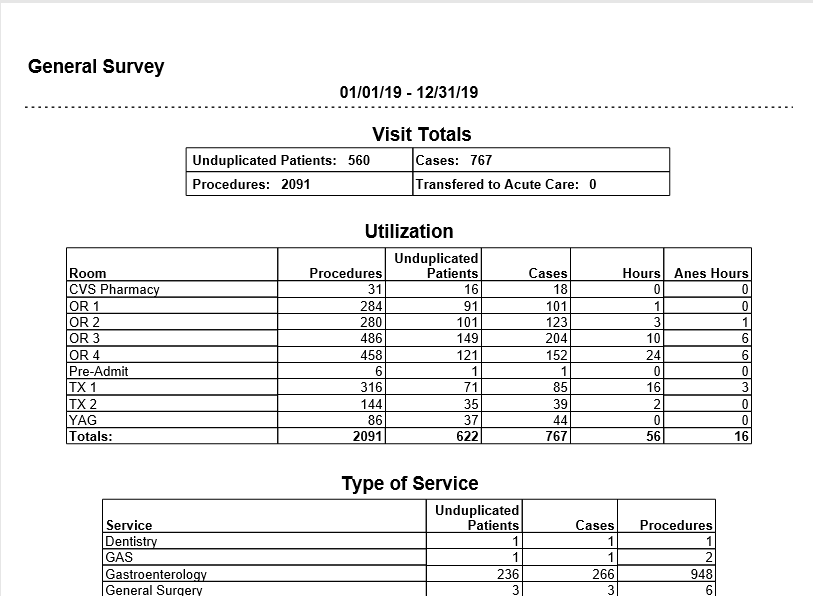 General Survey
01/01/19 - 12/31/19
Visit Totals
Unduplicated Patients: 560 Cases: 767
Procedures: 2091 Transfered to Acute Care: 0
Utilization
Room Procedures Unduplicated Patients Cases Hours Anes Hours
CVS Pharmacy 31 16 18 0 0
OR 1 284 91 101 1 0
OR 2 280 101 123 3 1
OR 3 486 149 204 10 6
OR 4 458 121 152 24 6
Pre-Admit 6 1 1 0 0
TX 1 316 71 85 16 3
TX 2 144 35 39 2 0
YAG 86 37 44 0 0
Totals: 2091 622 767 56 16
Type of Service
Service Unduplicated Patients Cases Procedures
Dentistry 1 1 1
GAS 1 1 2
Gastroenterology 236 266 948
General Surgery 3 3 6